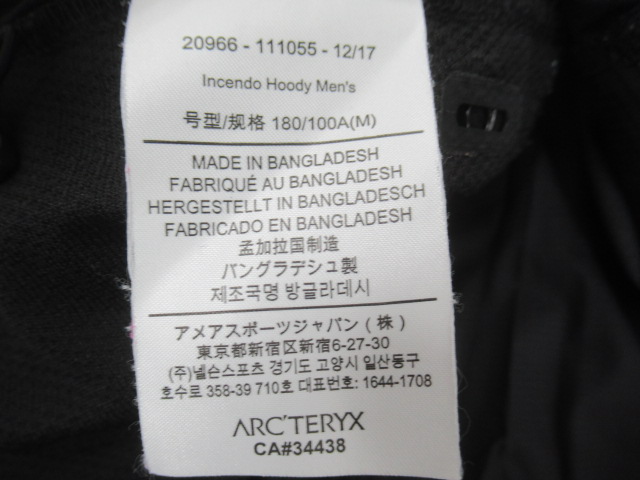 20966 - 111055 - 12/17
Incendo Hoody Men's
号型/规格 180/100A(M)
MADE IN BANGLADESH
FABRIQUÉ AU BANGLADESH
HERGESTELLT IN BANGLADESCH
FABRICADO EN BANGLADESH
孟加拉国制造
バングラデシュ製
제조국명 방글라데시
アメアスポーツジャパン (株)
東京都新宿区新宿6-27-30
(주)넬슨스포츠 경기도 고양시 일산동구
호수로 358-39 710호 대표번호: 1644-1708
ARC'TERYX
CA#34438